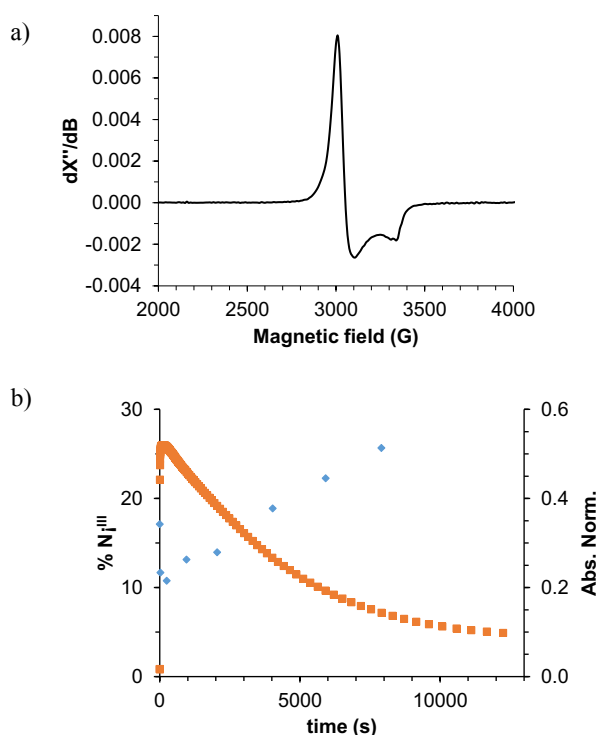 a)
dX"/dB
0.008
0.006
0.004
0.002
0.000
-0.002
-0.004
2000 2500 3000 3500 4000
Magnetic field (G)
b)
% Ni^III
30
20
10
0
0.6
0.4
0.2
0.0
Abs. Norm.
0 5000 10000
time (s)